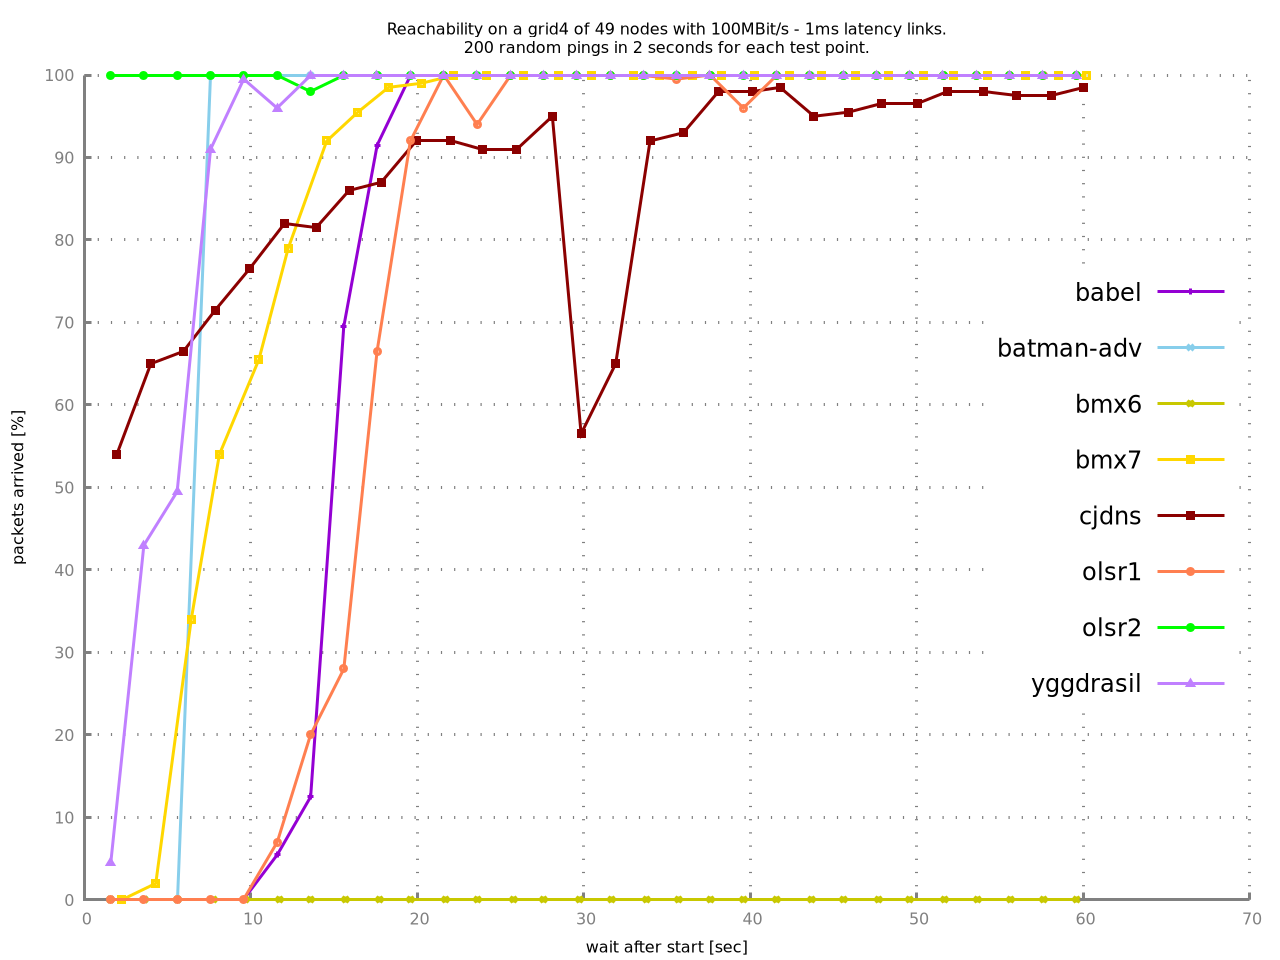 Reachability on a grid4 of 49 nodes with 100MBit/s - 1ms latency links.
200 random pings in 2 seconds for each test point.
100
90
80
70
60
50
40
30
20
10
0
packets arrived [%]
babel
batman-adv
bmx6
bmx7
cjdns
olsr1
olsr2
yggdrasil
0 10 20 30 40 50 60 70
wait after start [sec]